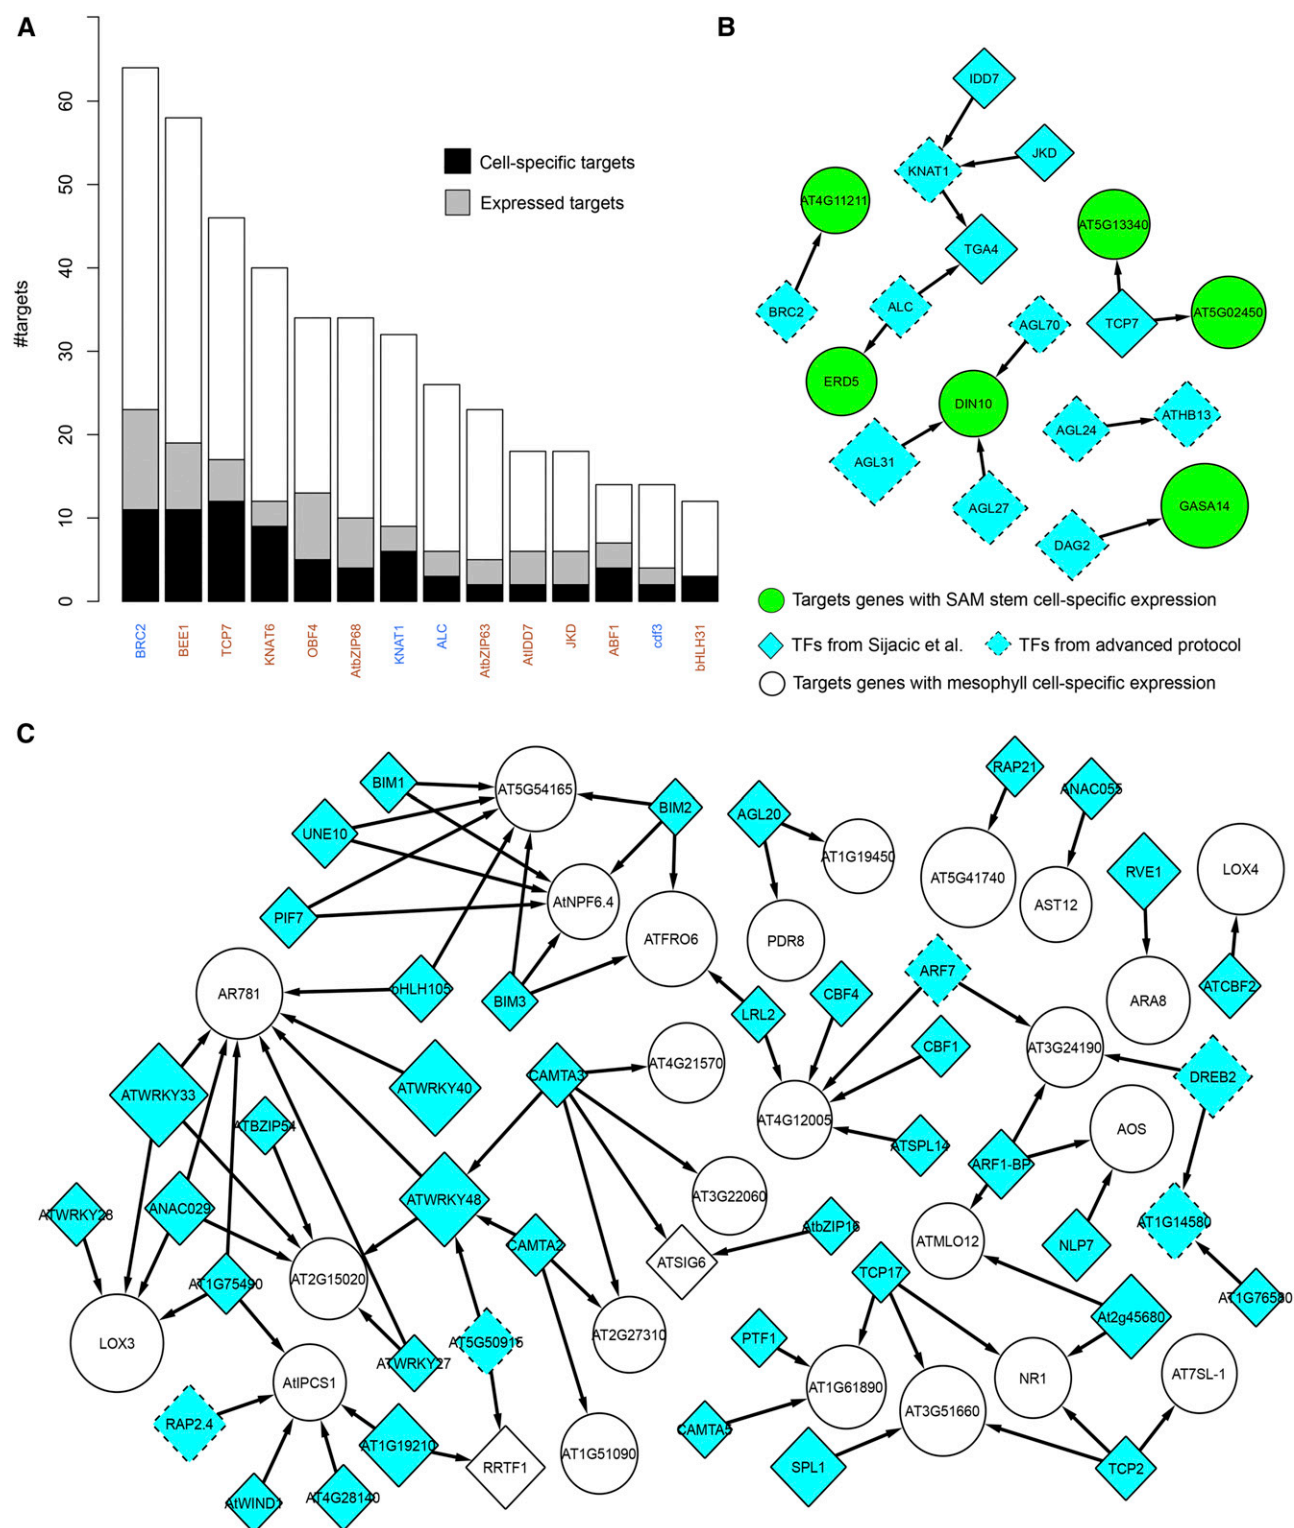 A
B
60
50
40
30
20
10
0
#targets
Cell-specific targets
Expressed targets
BRC2
BEE1
TCP7
KNAT6
OBF4
AtbZIP68
KNAT1
ALC
AtbZIP63
AtIDD7
JKD
ABF1
cdf3
bHLH31
IDD7
JKD
KNAT1
AT4G11211
AT5G13340
TGA4
BRC2
ALC
AGL70
TCP7
AT5G02450
ERD5
DIN10
AGL24
ATHB13
AGL31
AGL27
GASA14
DAG2
Targets genes with SAM stem cell-specific expression
TFs from Sijacic et al.
TFs from advanced protocol
Targets genes with mesophyll cell-specific expression
C
BIM1
AT5G54165
BIM2
RAP21
ANAC055
UNE10
AGL20
AT1G19450
AT5G41740
RVE1
LOX4
PIF7
AtNPF6.4
ATFRO6
PDR8
AST12
AR781
bHLH105
BIM3
LRL2
CBF4
ARF7
ARA8
ATCBF2
ATWRKY33
ATWRKY40
CAMTA3
AT4G21570
CBF1
AT3G24190
DREB2
ATBZIP54
AT4G12005
ATSPL14
ARF1-BP
AOS
ATWRKY28
ANAC029
ATWRKY48
AT3G22060
CAMTA2
ATSIG6
AtbZIP16
ATMLO12
NLP7
AT1G14580
AT1G75490
AT2G15020
TCP17
AT1G76580
LOX3
ATWRKY27
AT5G50915
AT2G27310
PTF1
At2g45680
AtIPCS1
AT1G61890
NR1
AT7SL-1
RAP2.4
AT1G19210
RRTF1
AT1G51090
CAMTA5
AT3G51660
AtWIND1
AT4G28140
SPL1
TCP2